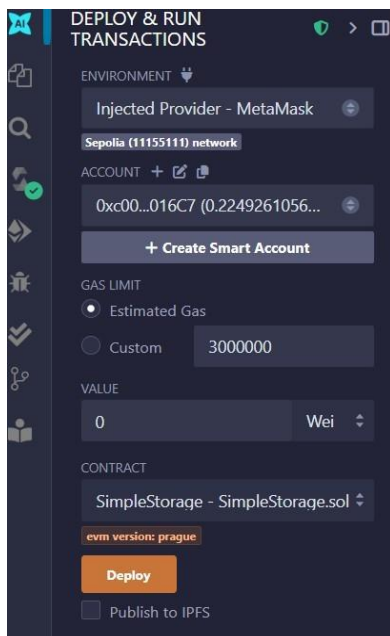 AI
DEPLOY & RUN
TRANSACTIONS
ENVIRONMENT
Injected Provider - MetaMask
Sepolia (11155111) network
ACCOUNT
0xc00...016C7 (0.2249261056...
+ Create Smart Account
GAS LIMIT
Estimated Gas
Custom 3000000
VALUE
0 Wei
CONTRACT
SimpleStorage - SimpleStorage.sol
evm version: prague
Deploy
Publish to IPFS